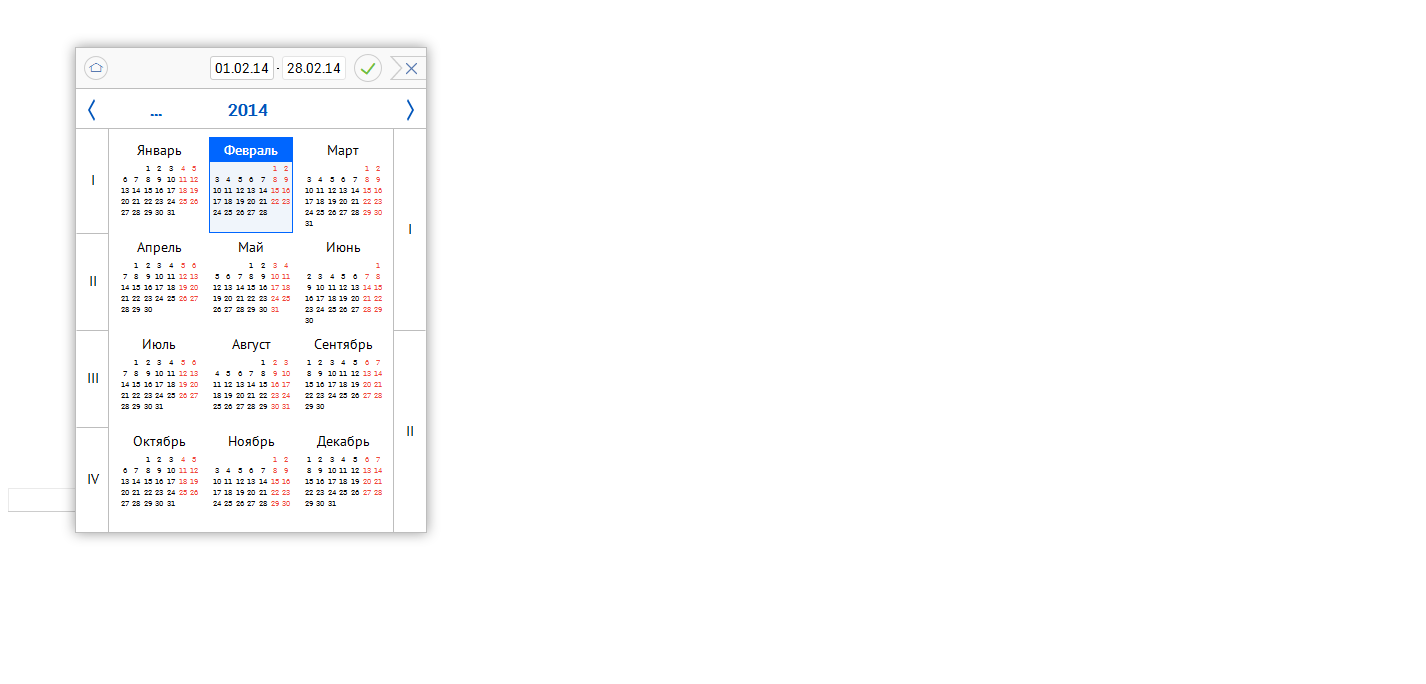 01.02.14 - 28.02.14
... 2014
I
II
III
IV
Январь
1 2 3 4 5
6 7 8 9 10 11 12
13 14 15 16 17 18 19
20 21 22 23 24 25 26
27 28 29 30 31
Февраль
1 2
3 4 5 6 7 8 9
10 11 12 13 14 15 16
17 18 19 20 21 22 23
24 25 26 27 28
Март
1 2
3 4 5 6 7 8 9
10 11 12 13 14 15 16
17 18 19 20 21 22 23
24 25 26 27 28 29 30
31
Апрель
1 2 3 4 5 6
7 8 9 10 11 12 13
14 15 16 17 18 19 20
21 22 23 24 25 26 27
28 29 30
Май
1 2 3 4
5 6 7 8 9 10 11
12 13 14 15 16 17 18
19 20 21 22 23 24 25
26 27 28 29 30 31
Июнь
1
2 3 4 5 6 7 8
9 10 11 12 13 14 15
16 17 18 19 20 21 22
23 24 25 26 27 28 29
30
Июль
1 2 3 4 5 6
7 8 9 10 11 12 13
14 15 16 17 18 19 20
21 22 23 24 25 26 27
28 29 30 31
Август
1 2 3
4 5 6 7 8 9 10
11 12 13 14 15 16 17
18 19 20 21 22 23 24
25 26 27 28 29 30 31
Сентябрь
1 2 3 4 5 6 7
8 9 10 11 12 13 14
15 16 17 18 19 20 21
22 23 24 25 26 27 28
29 30
Октябрь
1 2 3 4 5
6 7 8 9 10 11 12
13 14 15 16 17 18 19
20 21 22 23 24 25 26
27 28 29 30 31
Ноябрь
1 2
3 4 5 6 7 8 9
10 11 12 13 14 15 16
17 18 19 20 21 22 23
24 25 26 27 28 29 30
Декабрь
1 2 3 4 5 6 7
8 9 10 11 12 13 14
15 16 17 18 19 20 21
22 23 24 25 26 27 28
29 30 31
I
II